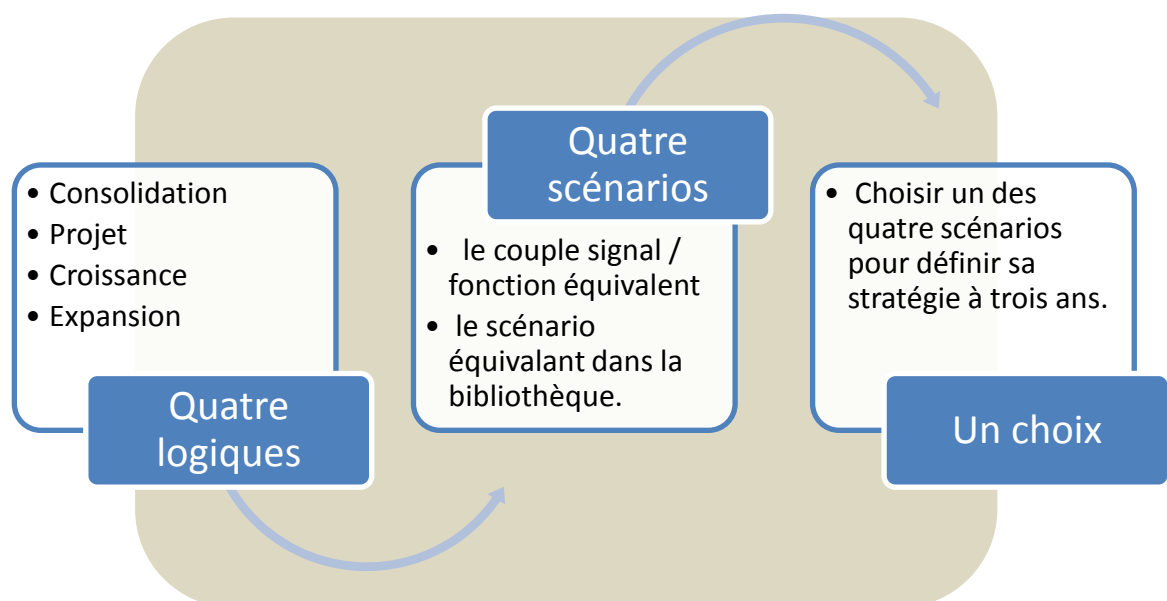 • Consolidation
• Projet
• Croissance
• Expansion
Quatre
logiques
Quatre
scénarios
• le couple signal /
fonction équivalent
• le scénario
équivalant dans la
bibliothèque.
• Choisir un des
quatre scénarios
pour définir sa
stratégie à trois ans.
Un choix